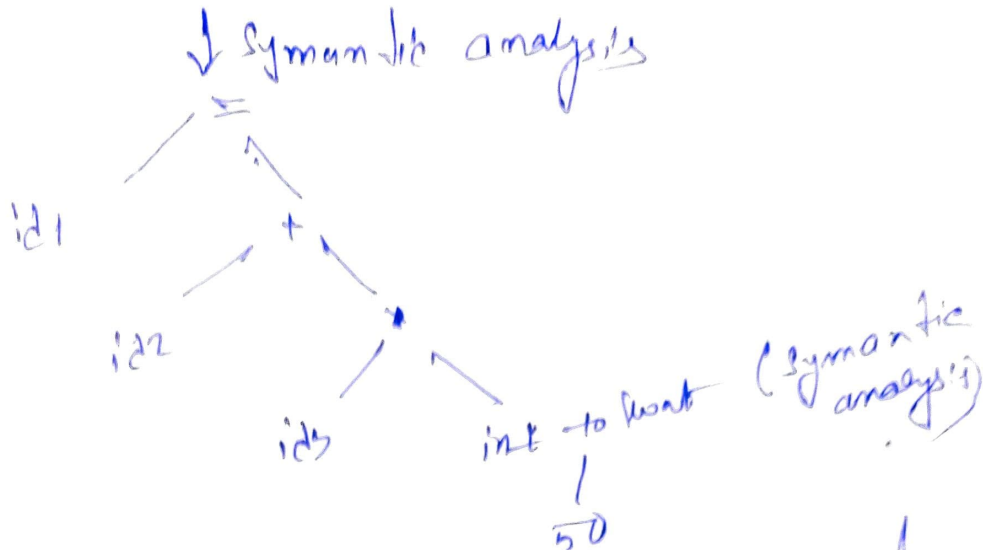 ↓ Symantic analysis
=
id1
+
id2
*
id3 int to float (Symantic
analysis)
50